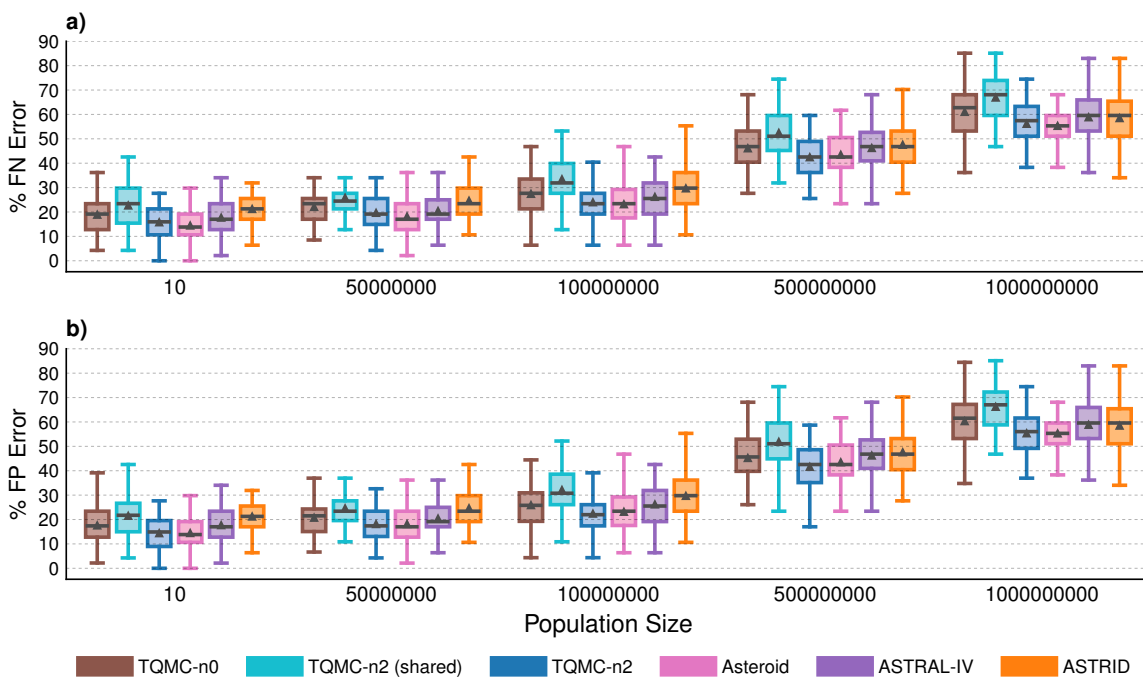 a)
% FN Error
90
80
70
60
50
40
30
20
10
0
10 50000000 100000000 500000000 1000000000
b)
% FP Error
90
80
70
60
50
40
30
20
10
0
10 50000000 100000000 500000000 1000000000
Population Size
TQMC-n0 TQMC-n2 (shared) TQMC-n2 Asteroid ASTRAL-IV ASTRID